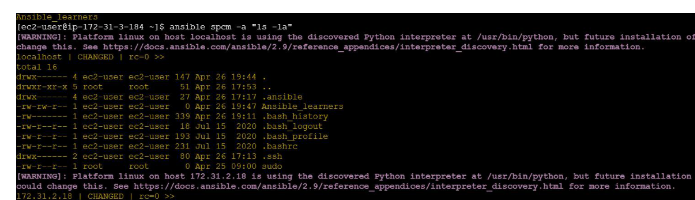 Ansible_learners
[ec2-user@ip-172-31-3-184 ~]$ ansible spcm -a "ls -la"
[WARNING]: Platform linux on host localhost is using the discovered Python interpreter at /usr/bin/python, but future installation of
change this. See https://docs.ansible.com/ansible/2.9/reference_appendices/interpreter_discovery.html for more information.
localhost | CHANGED | rc=0 >>
total 16
drwx------ 4 ec2-user ec2-user 147 Apr 26 19:44 .
drwxr-xr-x 5 root     root      51 Apr 26 17:53 ..
drwx------ 4 ec2-user ec2-user  27 Apr 26 17:17 .ansible
-rw-rw-r-- 1 ec2-user ec2-user   0 Apr 26 19:47 Ansible_learners
-rw------- 1 ec2-user ec2-user 339 Apr 26 19:11 .bash_history
-rw-r--r-- 1 ec2-user ec2-user  18 Jul 15  2020 .bash_logout
-rw-r--r-- 1 ec2-user ec2-user 193 Jul 15  2020 .bash_profile
-rw-r--r-- 1 ec2-user ec2-user 231 Jul 15  2020 .bashrc
drwx------ 2 ec2-user ec2-user  80 Apr 26 17:13 .ssh
-rw-r--r-- 1 root     root       0 Apr 25 09:00 sudo
[WARNING]: Platform linux on host 172.31.2.18 is using the discovered Python interpreter at /usr/bin/python, but future installation
could change this. See https://docs.ansible.com/ansible/2.9/reference_appendices/interpreter_discovery.html for more information.
172.31.2.18 | CHANGED | rc=0 >>